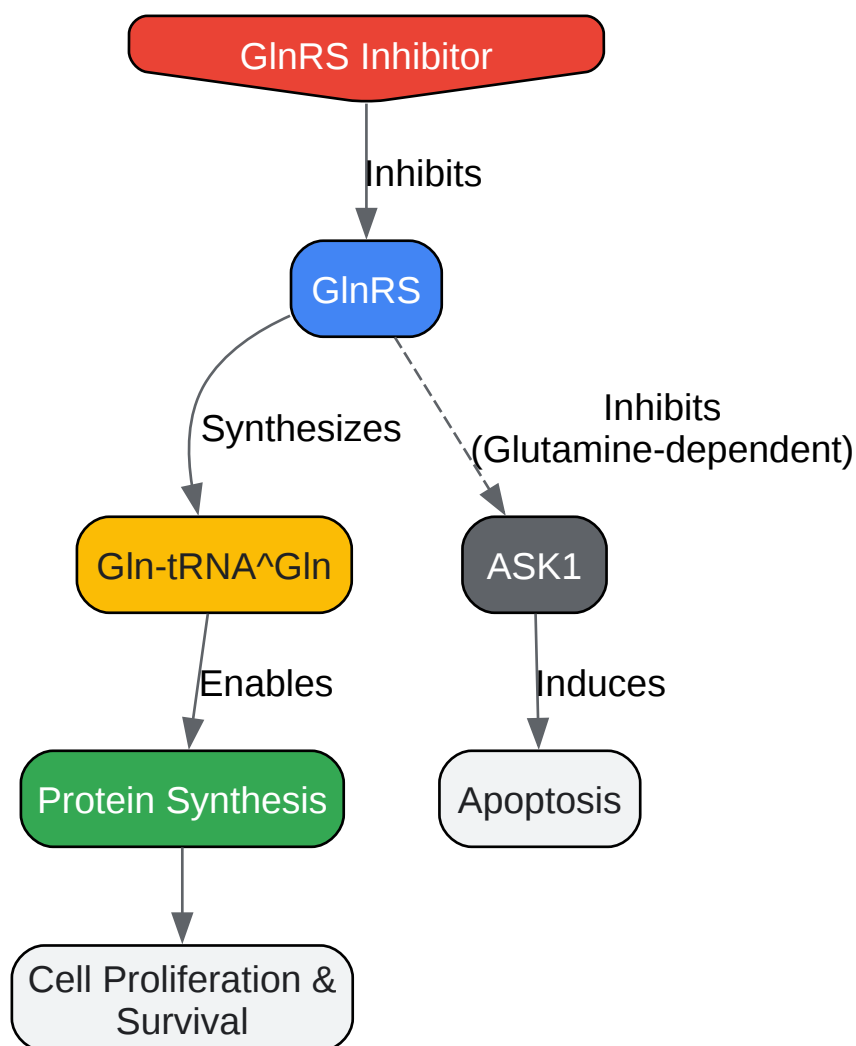 GlnRS Inhibitor
Inhibits
GlnRS
Synthesizes
Inhibits
(Glutamine-dependent)
Gln-tRNA^Gln
ASK1
Enables
Induces
Protein Synthesis
Apoptosis
Cell Proliferation &
Survival